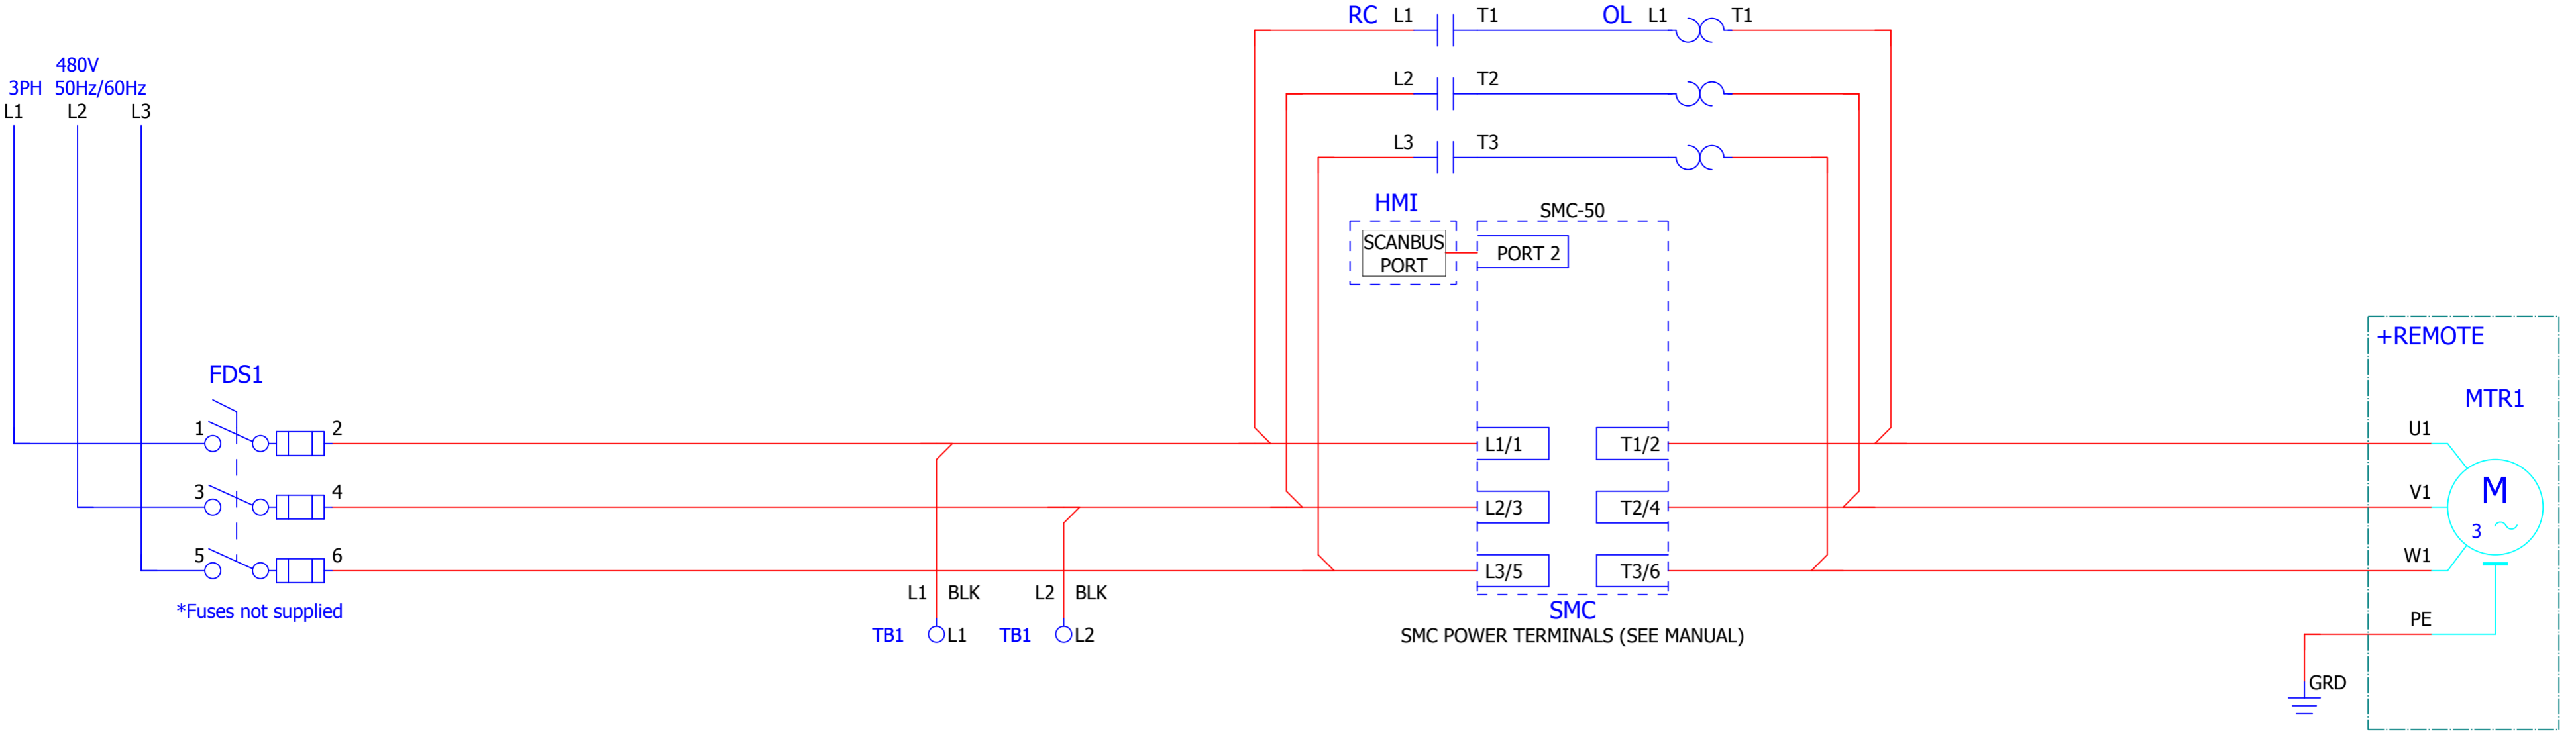 RC L1 T1 OL L1 T1
480V
3PH 50Hz/60Hz
L1 L2 L3
L2 T2
L3 T3
HMI
SMC-50
SCANBUS
PORT
PORT 2
+REMOTE
FDS1
MTR1
1 2
L1/1 T1/2
U1
3 4
L2/3 T2/4
V1
M
3
5 6
L3/5 T3/6
W1
*Fuses not supplied
L1 BLK
L2 BLK
TB1 L1
TB1 L2
SMC
SMC POWER TERMINALS (SEE MANUAL)
PE
GRD